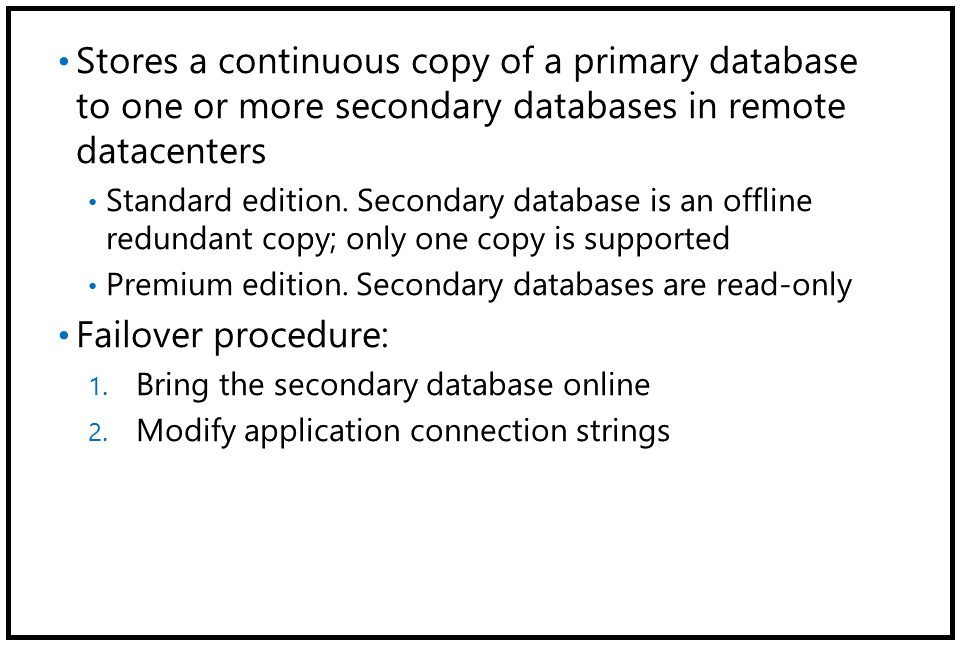 • Stores a continuous copy of a primary database
to one or more secondary databases in remote
datacenters
• Standard edition. Secondary database is an offline
redundant copy; only one copy is supported
• Premium edition. Secondary databases are read-only
• Failover procedure:
1. Bring the secondary database online
2. Modify application connection strings